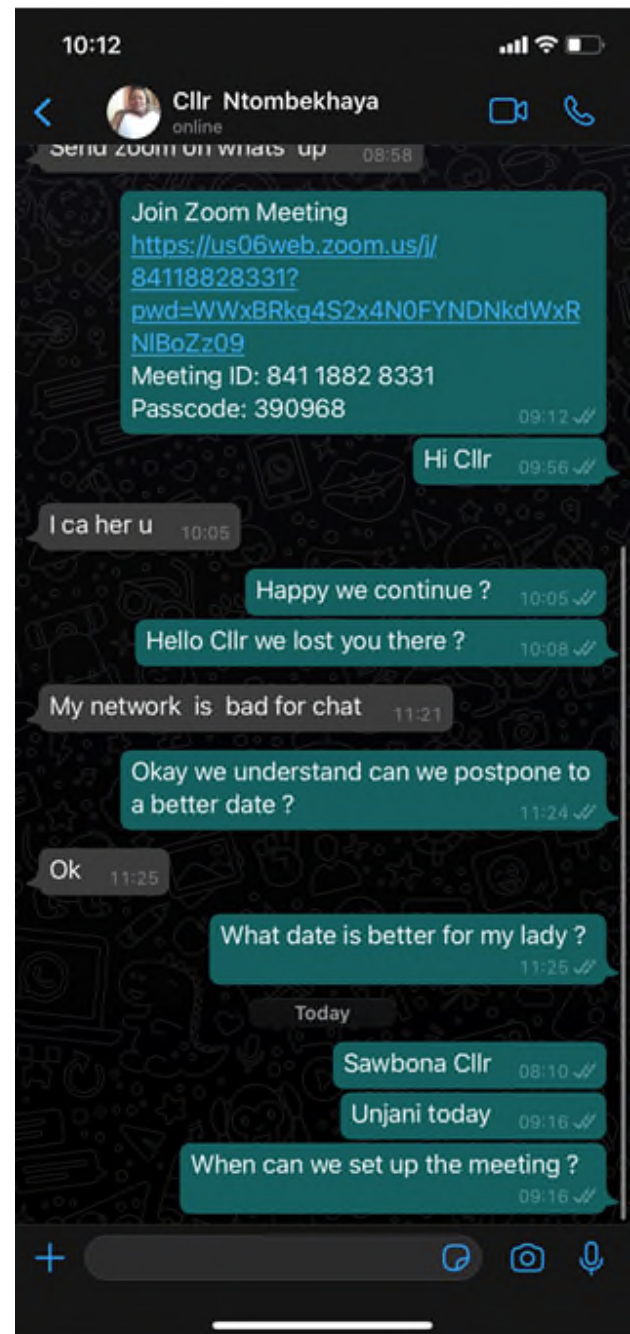 10:12
Cllr Ntombekhaya
online
Send zoom on whats up 08:58
Join Zoom Meeting
https://us06web.zoom.us/j/
84118828331?
pwd=WWxBRkg4S2x4N0FYNDNkdWxR
NlBoZz09
Meeting ID: 841 1882 8331
Passcode: 390968 09:12
Hi Cllr 09:56
I ca her u 10:05
Happy we continue ? 10:05
Hello Cllr we lost you there ? 10:08
My network is bad for chat 11:21
Okay we understand can we postpone to
a better date ? 11:24
Ok 11:25
What date is better for my lady ?
11:25
Today
Sawbona Cllr 08:10
Unjani today 09:16
When can we set up the meeting ?
09:16